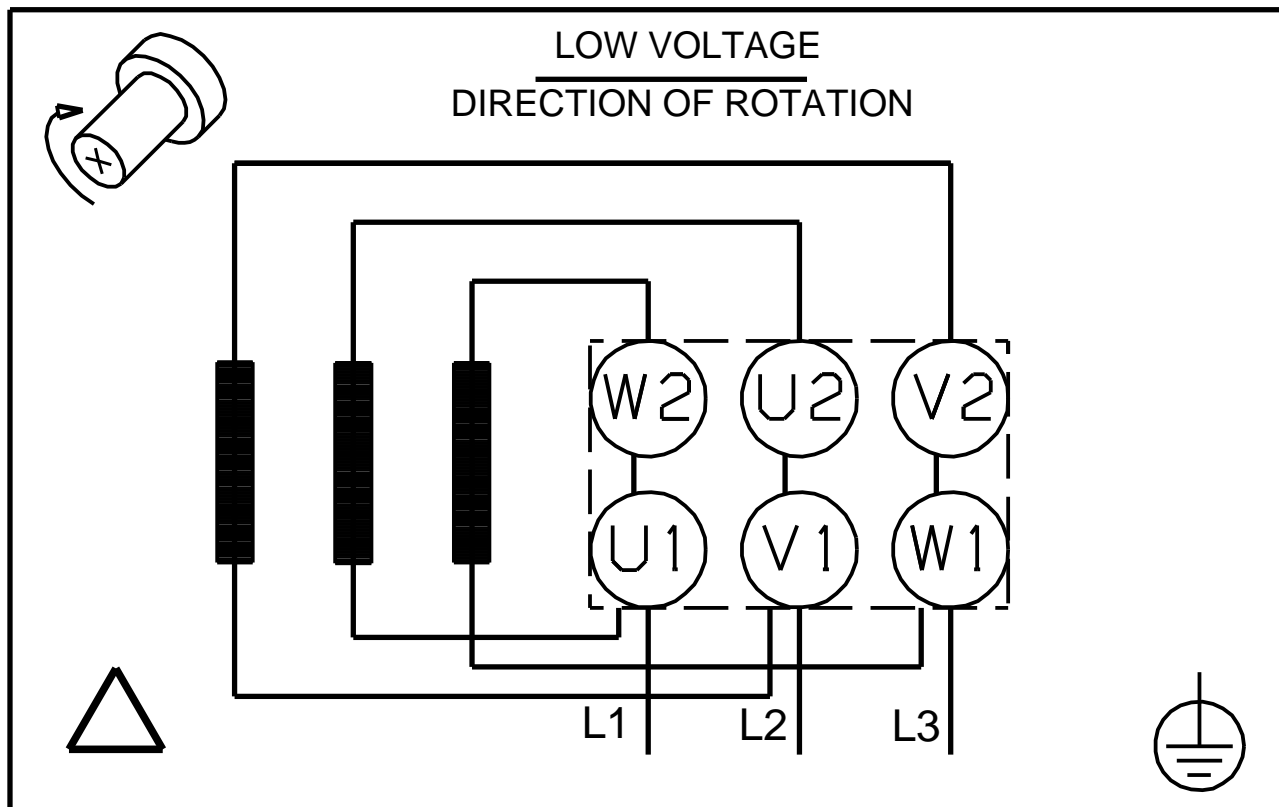 LOW VOLTAGE
DIRECTION OF ROTATION
W2 U2 V2
U1 V1 W1
L1 L2 L3